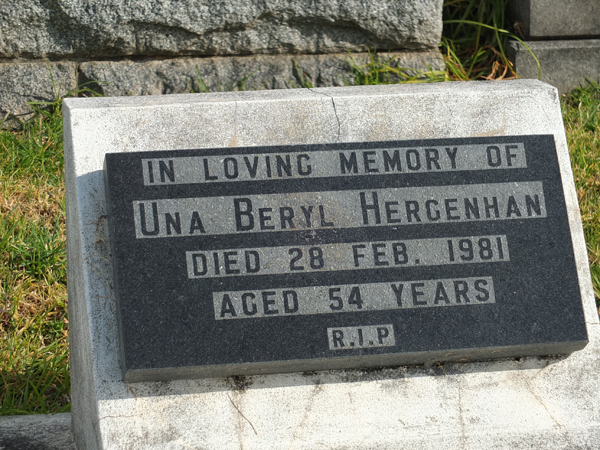 IN LOVING MEMORY OF
UNA BERYL HERGENHAN
DIED 28 FEB. 1981
AGED 54 YEARS
R.I.P